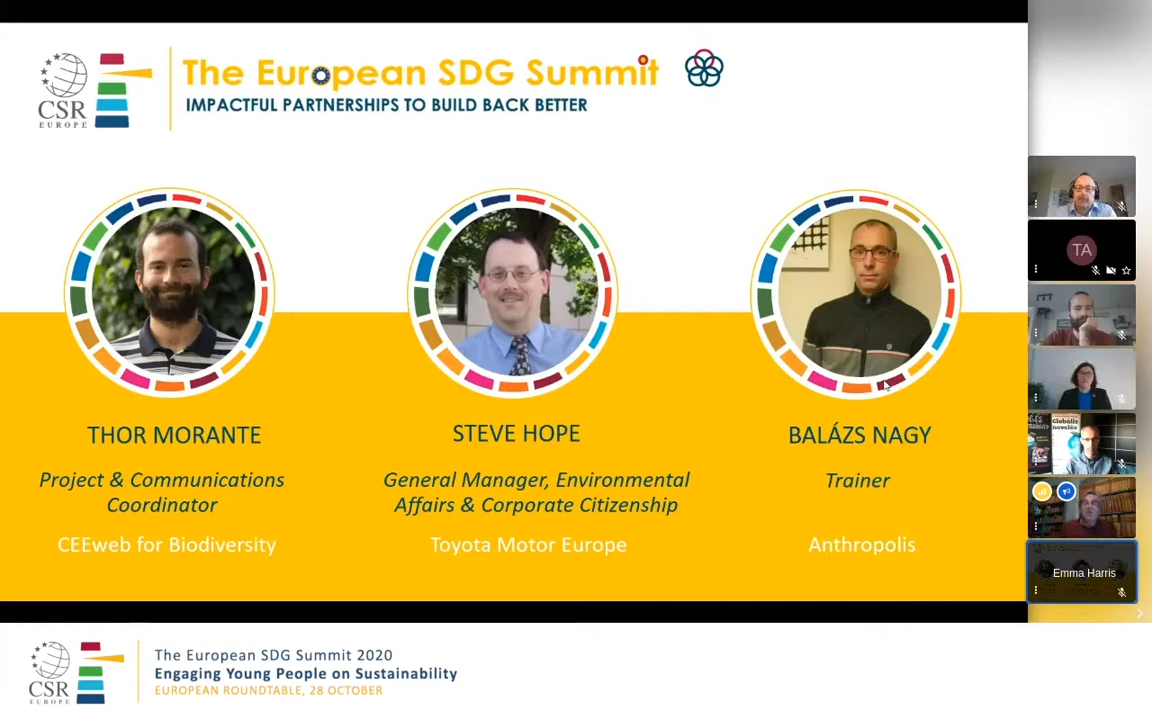 CSR
EUROPE
The European SDG Summit
IMPACTFUL PARTNERSHIPS TO BUILD BACK BETTER
THOR MORANTE
Project & Communications
Coordinator
CEEweb for Biodiversity
STEVE HOPE
General Manager, Environmental
Affairs & Corporate Citizenship
Toyota Motor Europe
BALÁZS NAGY
Trainer
Anthropolis
TA
Globális
nevelés
Emma Harris
CSR
EUROPE
The European SDG Summit 2020
Engaging Young People on Sustainability
EUROPEAN ROUNDTABLE, 28 OCTOBER